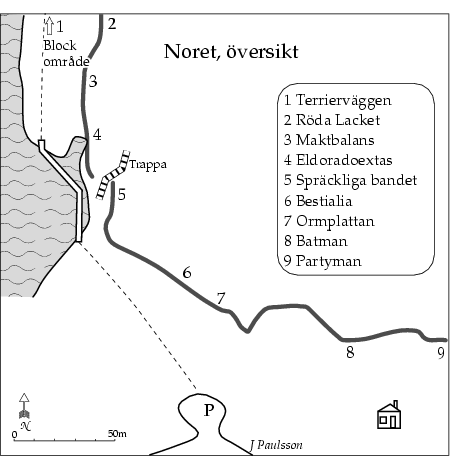 1
2
Block
område
Noret, översikt
3
1 Terrierväggen
2 Röda Lacket
3 Maktbalans
4 Eldoradoextas
5 Spräckliga bandet
6 Bestialia
7 Ormplattan
8 Batman
9 Partyman
4
Trappa
5
6
7
8
9
P
N
0
50m
J Paulsson